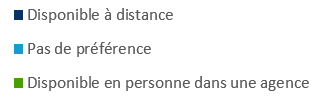 Disponible à distance
Pas de préférence
Disponible en personne dans une agence